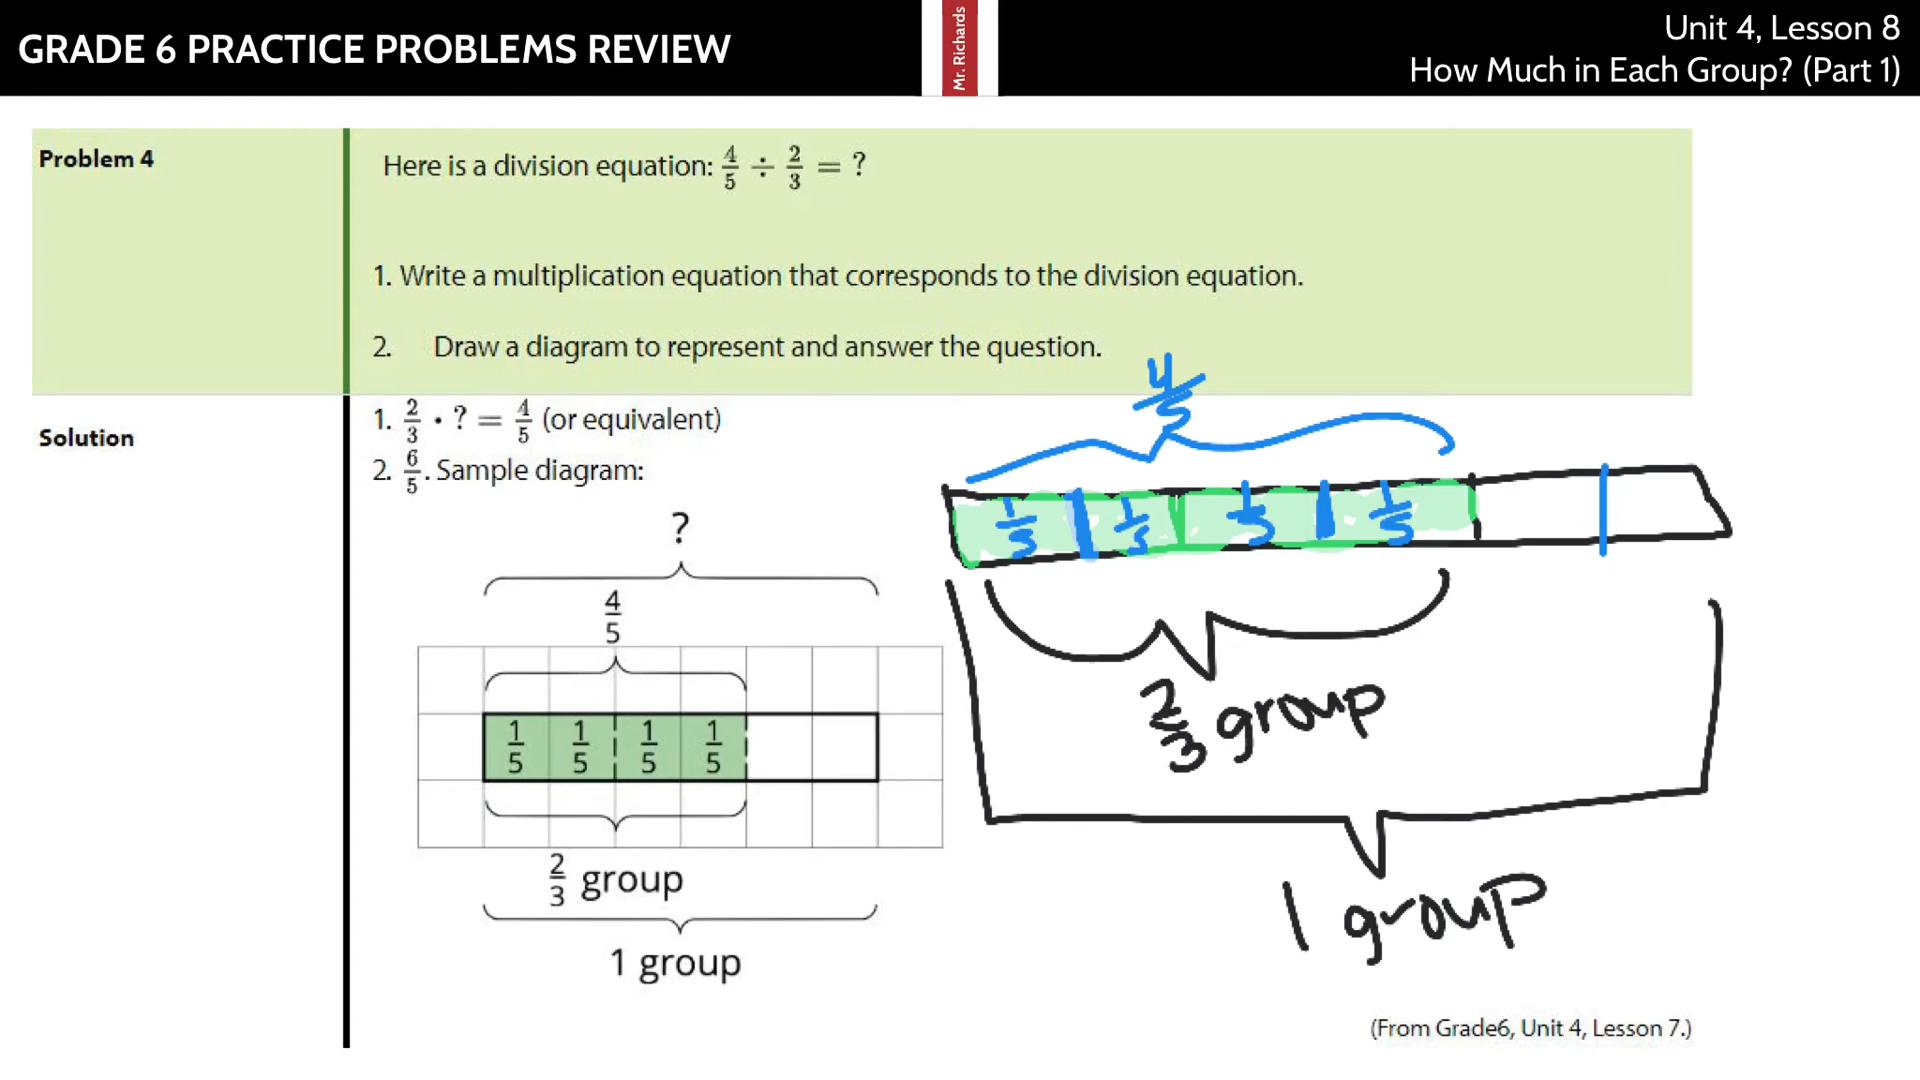 GRADE 6 PRACTICE PROBLEMS REVIEW
Mr. Richards
Unit 4, Lesson 8
How Much in Each Group? (Part 1)
Problem 4
Here is a division equation: 4/5 ÷ 2/3 = ?
1. Write a multiplication equation that corresponds to the division equation.
2. Draw a diagram to represent and answer the question.
Solution
1. 2/3 · ? = 4/5 (or equivalent)
2. 6/5. Sample diagram:
?
4/5
1/5 1/5 1/5 1/5
2/3 group
1 group
4/5
1/5 1/5 1/5 1/5
2/3 group
1 group
(From Grade6, Unit 4, Lesson 7.)